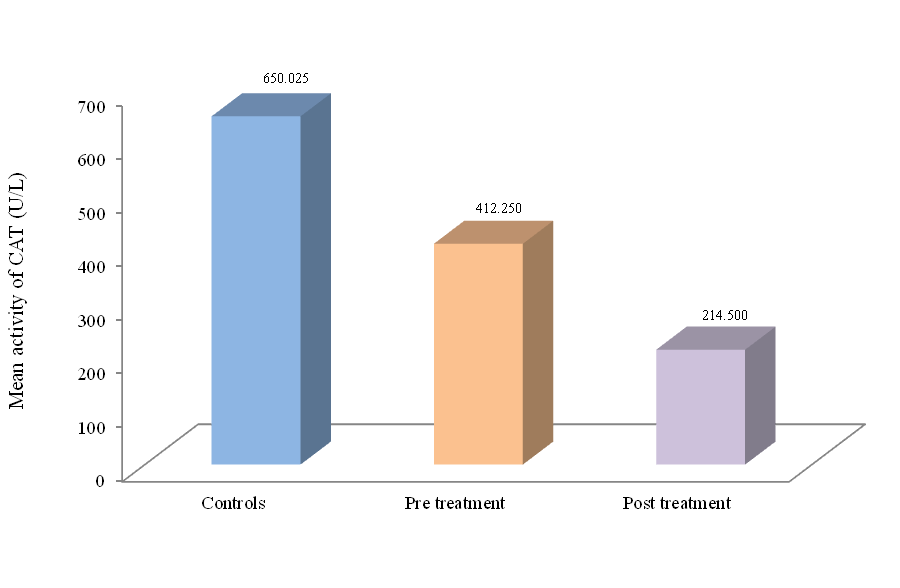 650.025
700
600
412.250
500
400
214.500
300
200
100
0
Mean activity of CAT (U/L)
Controls
Pre treatment
Post treatment